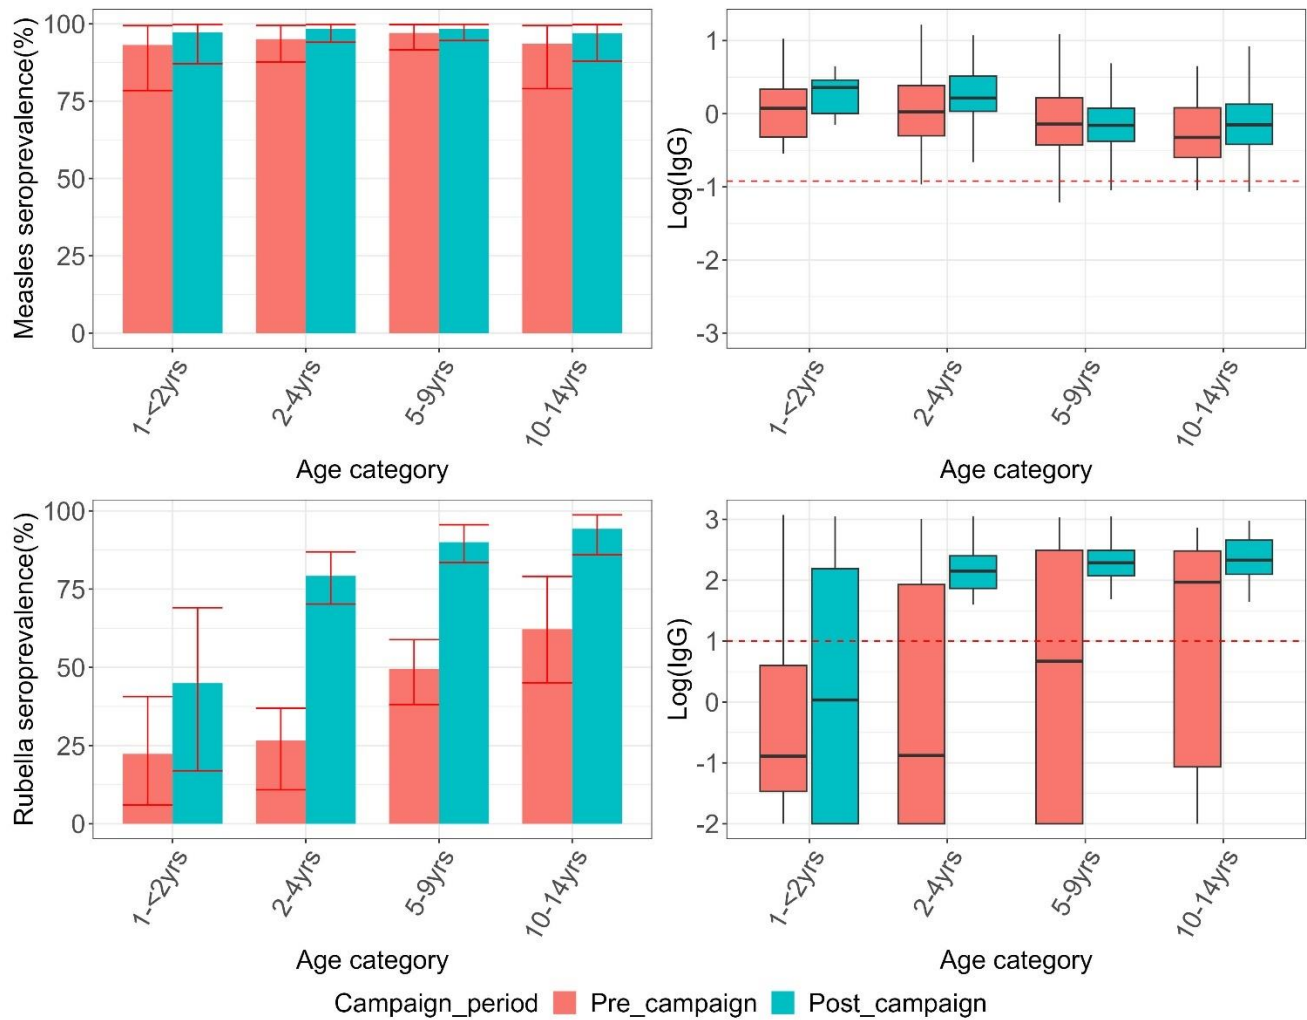 Measles seroprevalence(%)
100
75
50
25
0
1-<2yrs
2-4yrs
5-9yrs
10-14yrs
Age category
Log(IgG)
1
0
-1
-2
-3
1-<2yrs
2-4yrs
5-9yrs
10-14yrs
Age category
Rubella seroprevalence(%)
100
75
50
25
0
1-<2yrs
2-4yrs
5-9yrs
10-14yrs
Age category
Log(IgG)
3
2
1
0
-1
-2
1-<2yrs
2-4yrs
5-9yrs
10-14yrs
Age category
Campaign_period Pre_campaign Post_campaign